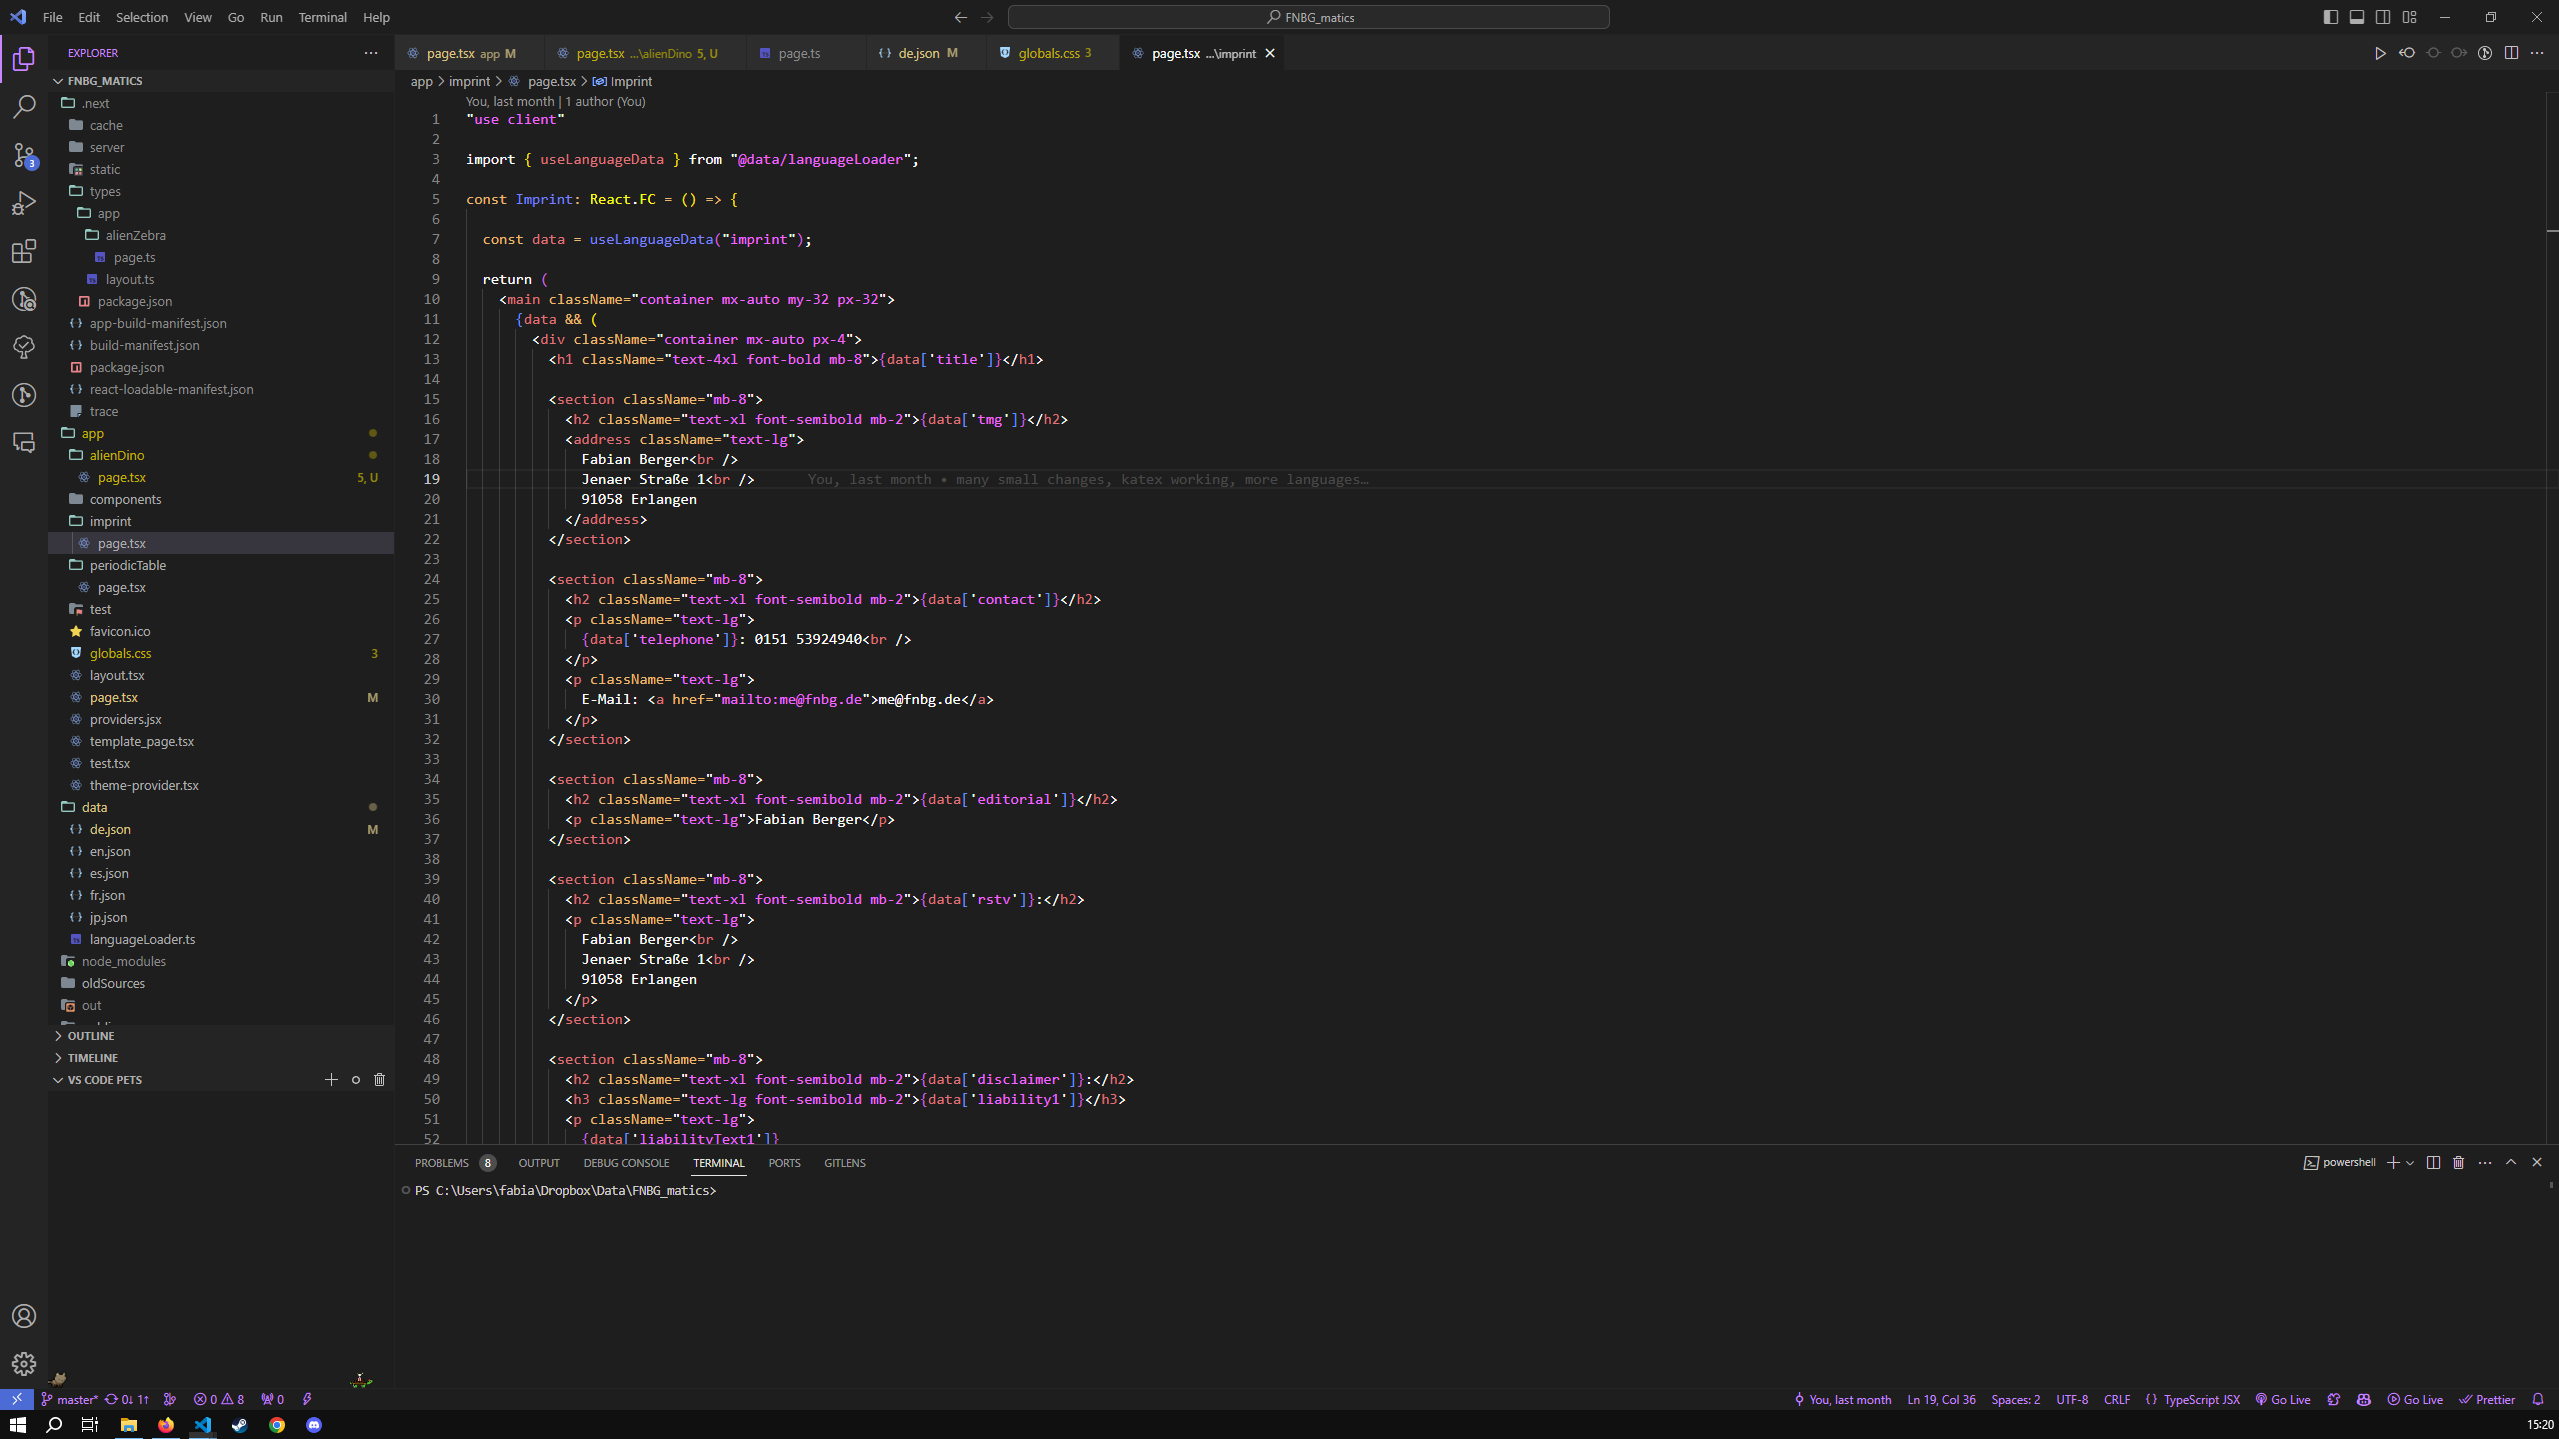 File Edit Selection View Go Run Terminal Help
FNBG_matics
EXPLORER
FNBG_MATICS
.next
cache
server
static
types
app
alienZebra
page.ts
layout.ts
package.json
app-build-manifest.json
build-manifest.json
package.json
react-loadable-manifest.json
trace
app
alienDino
page.tsx 5, U
components
imprint
page.tsx
periodicTable
page.tsx
test
favicon.ico
globals.css 3
layout.tsx
page.tsx M
providers.jsx
template_page.tsx
test.tsx
theme-provider.tsx
data
de.json M
en.json
es.json
fr.json
jp.json
languageLoader.ts
node_modules
oldSources
out
OUTLINE
TIMELINE
VS CODE PETS
3
page.tsx app M page.tsx ...\alienDino 5, U page.ts de.json M globals.css 3 page.tsx ...\imprint
app > imprint > page.tsx > Imprint
You, last month | 1 author (You)
1 "use client"
2
3 import { useLanguageData } from "@data/languageLoader";
4
5 const Imprint: React.FC = () => {
6
7 const data = useLanguageData("imprint");
8
9 return (
10 <main className="container mx-auto my-32 px-32">
11 {data && (
12 <div className="container mx-auto px-4">
13 <h1 className="text-4xl font-bold mb-8">{data['title']}</h1>
14
15 <section className="mb-8">
16 <h2 className="text-xl font-semibold mb-2">{data['tmg']}</h2>
17 <address className="text-lg">
18 Fabian Berger<br />
19 Jenaer Straße 1<br /> You, last month • many small changes, katex working, more languages…
20 91058 Erlangen
21 </address>
22 </section>
23
24 <section className="mb-8">
25 <h2 className="text-xl font-semibold mb-2">{data['contact']}</h2>
26 <p className="text-lg">
27 {data['telephone']}: 0151 53924940<br />
28 </p>
29 <p className="text-lg">
30 E-Mail: <a href="mailto:me@fnbg.de">me@fnbg.de</a>
31 </p>
32 </section>
33
34 <section className="mb-8">
35 <h2 className="text-xl font-semibold mb-2">{data['editorial']}</h2>
36 <p className="text-lg">Fabian Berger</p>
37 </section>
38
39 <section className="mb-8">
40 <h2 className="text-xl font-semibold mb-2">{data['rstv']}:</h2>
41 <p className="text-lg">
42 Fabian Berger<br />
43 Jenaer Straße 1<br />
44 91058 Erlangen
45 </p>
46 </section>
47
48 <section className="mb-8">
49 <h2 className="text-xl font-semibold mb-2">{data['disclaimer']}:</h2>
50 <h3 className="text-lg font-semibold mb-2">{data['liability1']}</h3>
51 <p className="text-lg">
52 {data['liabilityText1']}
PROBLEMS 8 OUTPUT DEBUG CONSOLE TERMINAL PORTS GITLENS
powershell
PS C:\Users\fabia\Dropbox\Data\FNBG_matics>
master* 0↓ 1↑ 0 8 0
You, last month Ln 19, Col 36 Spaces: 2 UTF-8 CRLF {} TypeScript JSX Go Live Go Live Prettier
15:20